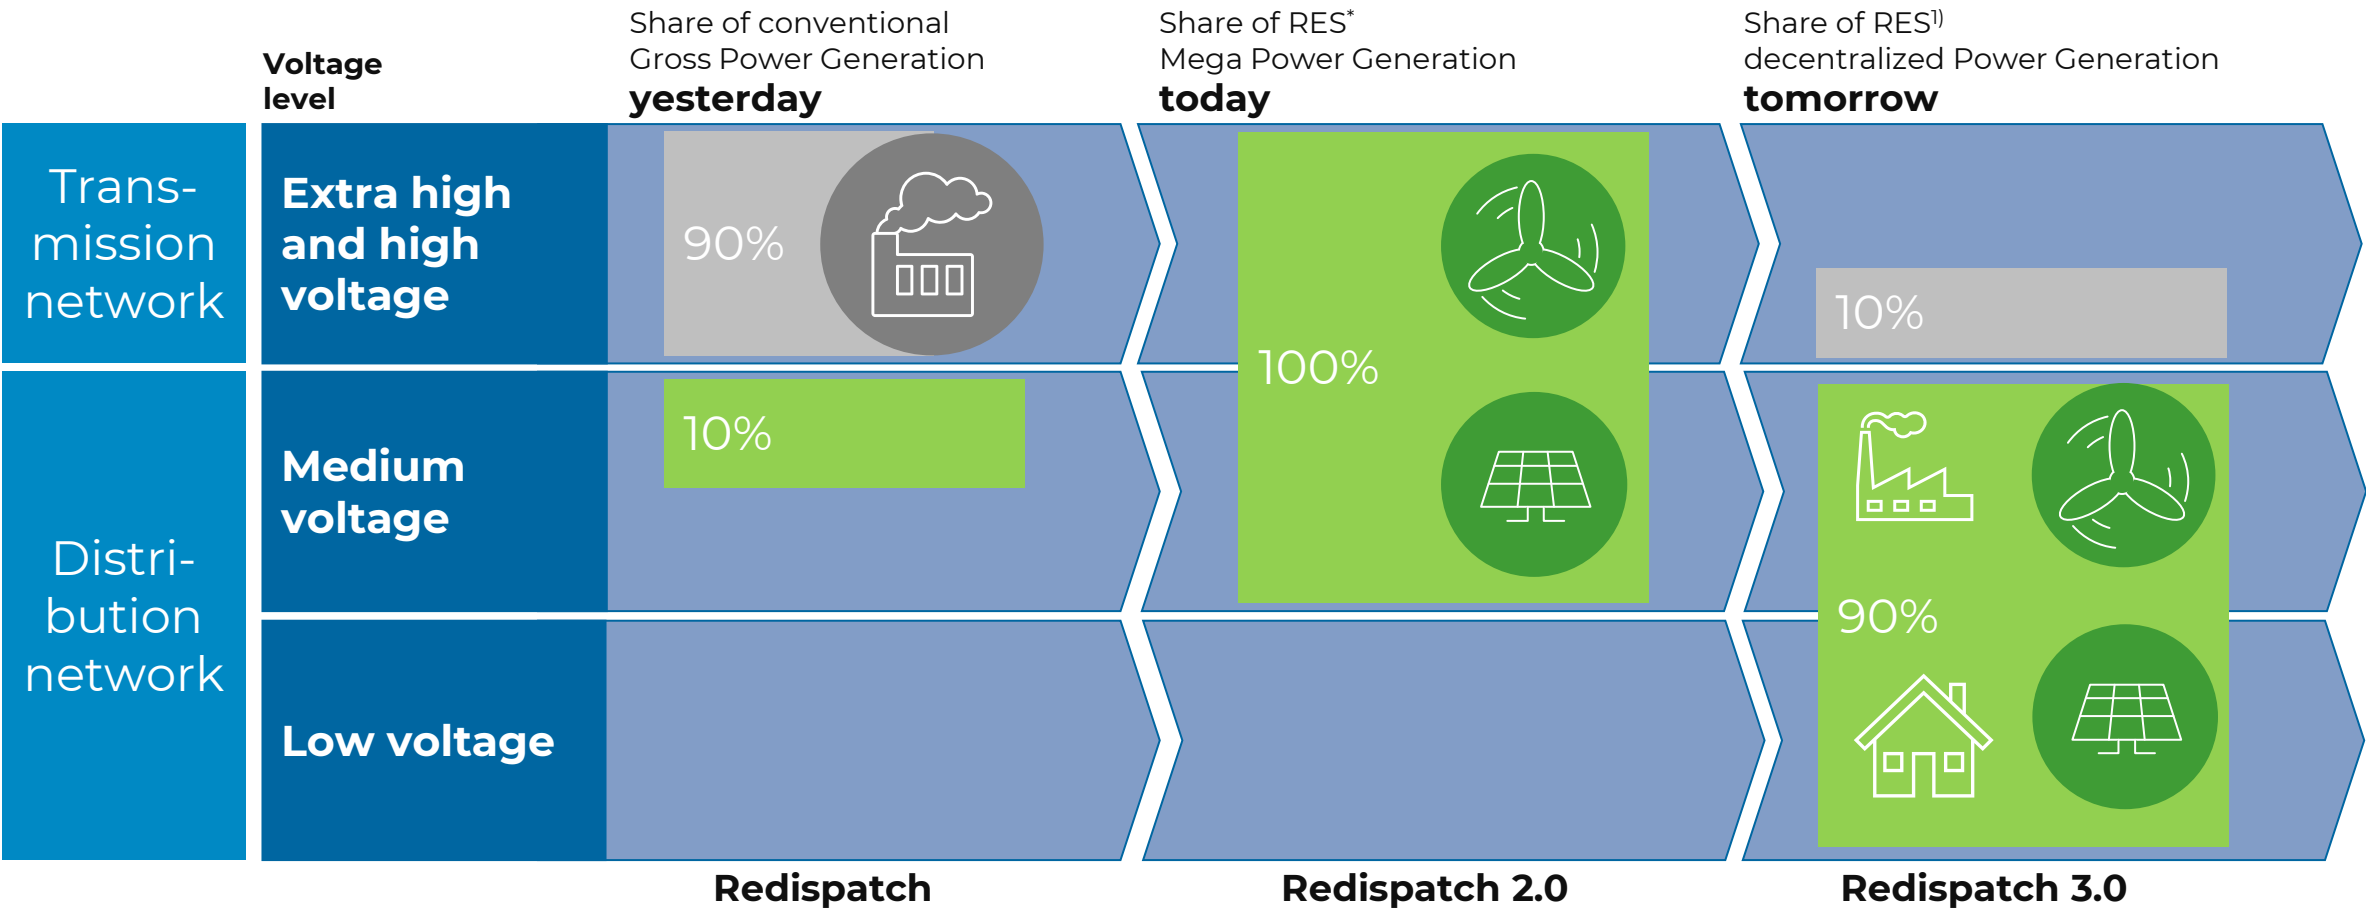 Voltage
level
Share of conventional
Gross Power Generation
yesterday
Share of RES*
Mega Power Generation
today
Share of RES1)
decentralized Power Generation
tomorrow
Trans-
mission
network
Extra high
and high
voltage
90%
100%
10%
Distri-
bution
network
Medium
voltage
10%
90%
Low voltage
Redispatch
Redispatch 2.0
Redispatch 3.0